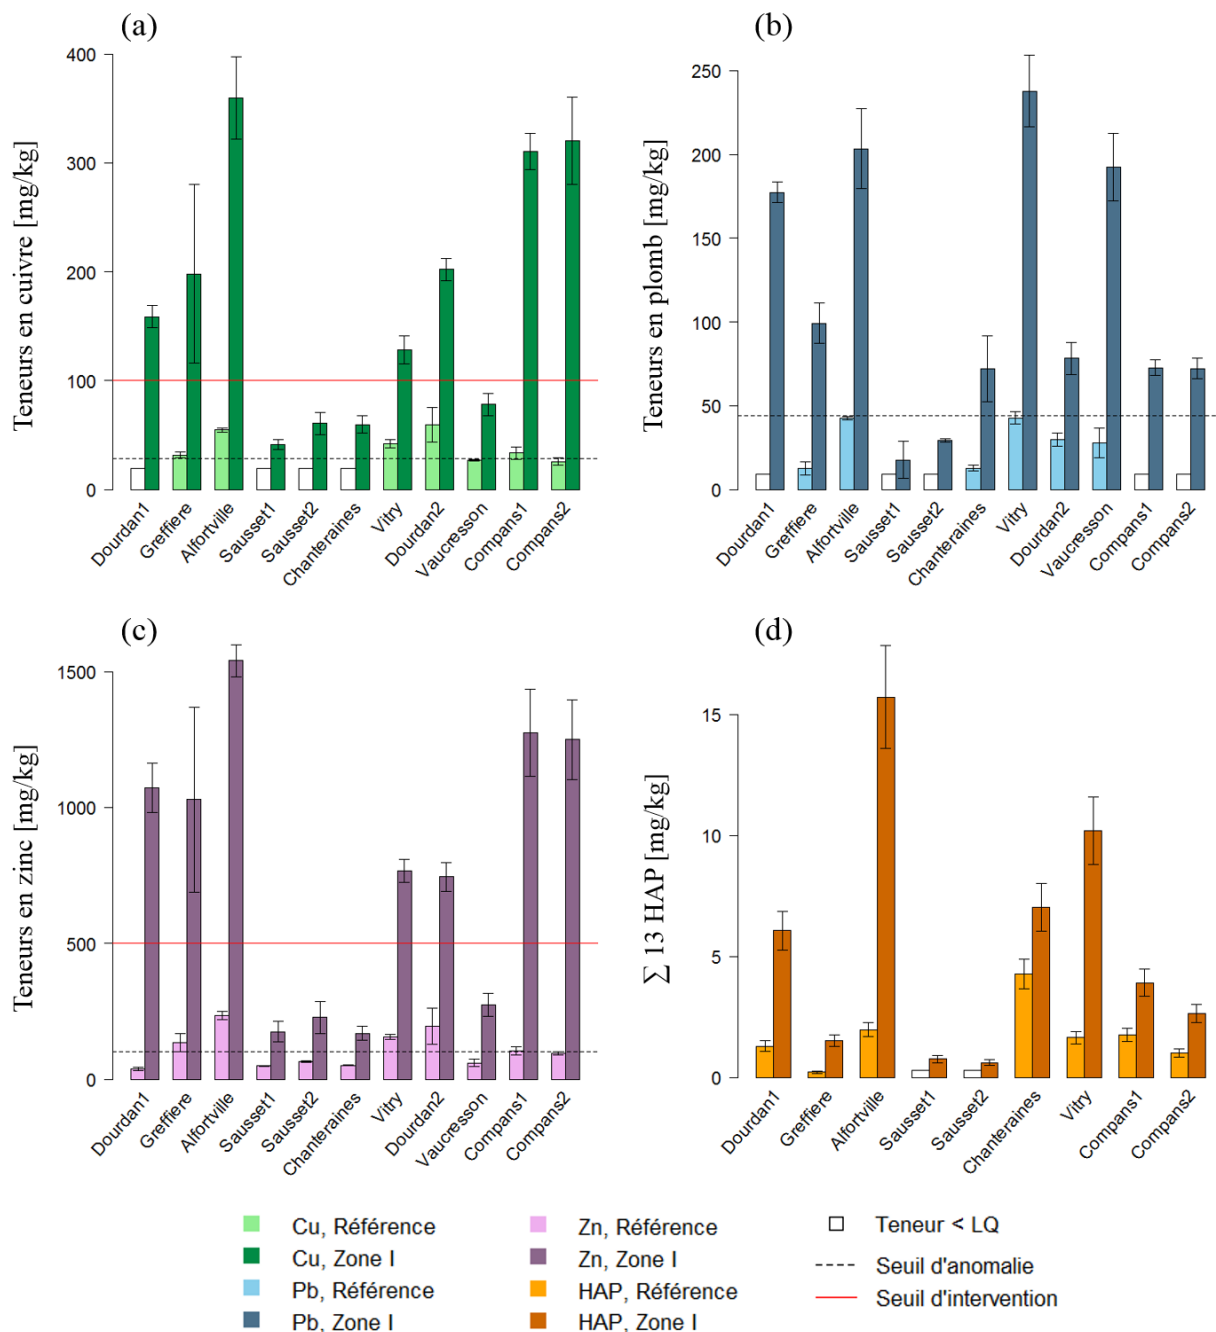 (a)
Teneurs en cuivre [mg/kg]
400
300
200
100
0
Dourdan1
Greffiere
Alfortville
Sausset1
Sausset2
Chanteraines
Vitry
Dourdan2
Vaucresson
Compans1
Compans2
(b)
Teneurs en plomb [mg/kg]
250
200
150
100
50
0
Dourdan1
Greffiere
Alfortville
Sausset1
Sausset2
Chanteraines
Vitry
Dourdan2
Vaucresson
Compans1
Compans2
(c)
Teneurs en zinc [mg/kg]
1500
1000
500
0
Dourdan1
Greffiere
Alfortville
Sausset1
Sausset2
Chanteraines
Vitry
Dourdan2
Vaucresson
Compans1
Compans2
(d)
∑ 13 HAP [mg/kg]
15
10
5
0
Dourdan1
Greffiere
Alfortville
Sausset1
Sausset2
Chanteraines
Vitry
Compans1
Compans2
Cu, Référence
Cu, Zone I
Pb, Référence
Pb, Zone I
Zn, Référence
Zn, Zone I
HAP, Référence
HAP, Zone I
Teneur < LQ
Seuil d'anomalie
Seuil d'intervention